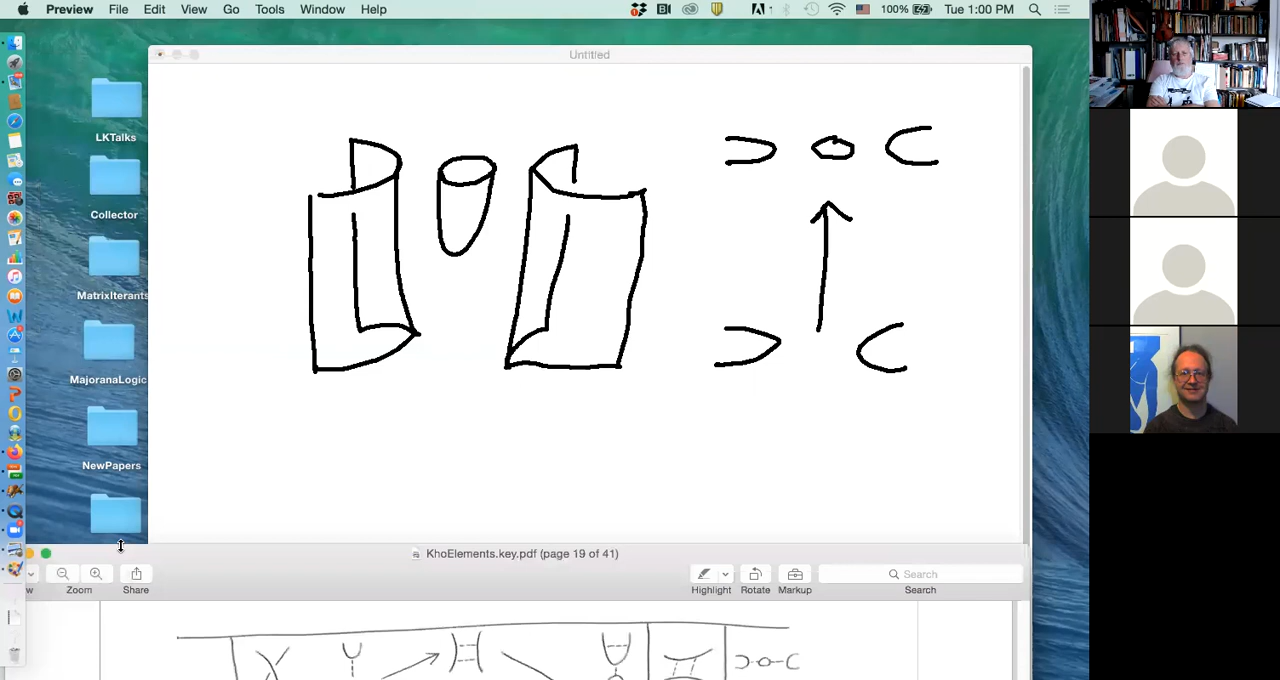 Preview File Edit View Go Tools Window Help 100% Tue 1:00 PM
Untitled
LKTalks
Collector
MatrixIterants
MajoranaLogic
NewPapers
KhoElements.key.pdf (page 19 of 41)
Search
Zoom Share Highlight Rotate Markup Search